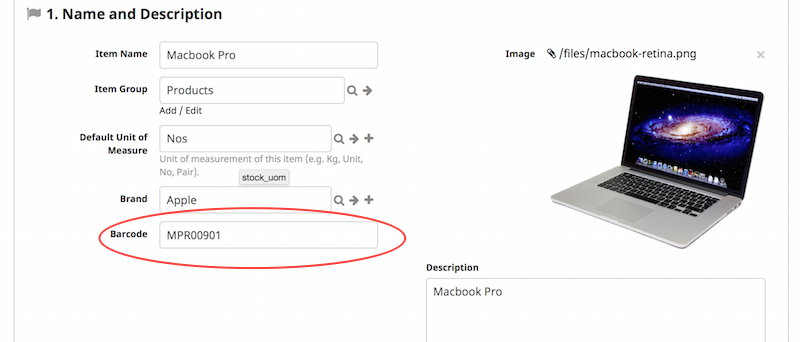 1. Name and Description
Item Name
Macbook Pro
Item Group
Products
Add / Edit
Default Unit of
Measure
Nos
Unit of measurement of this item (e.g. Kg, Unit,
No, Pair).
stock_uom
Brand
Apple
Barcode
MPR00901
Image
/files/macbook-retina.png
×
Description
Macbook Pro